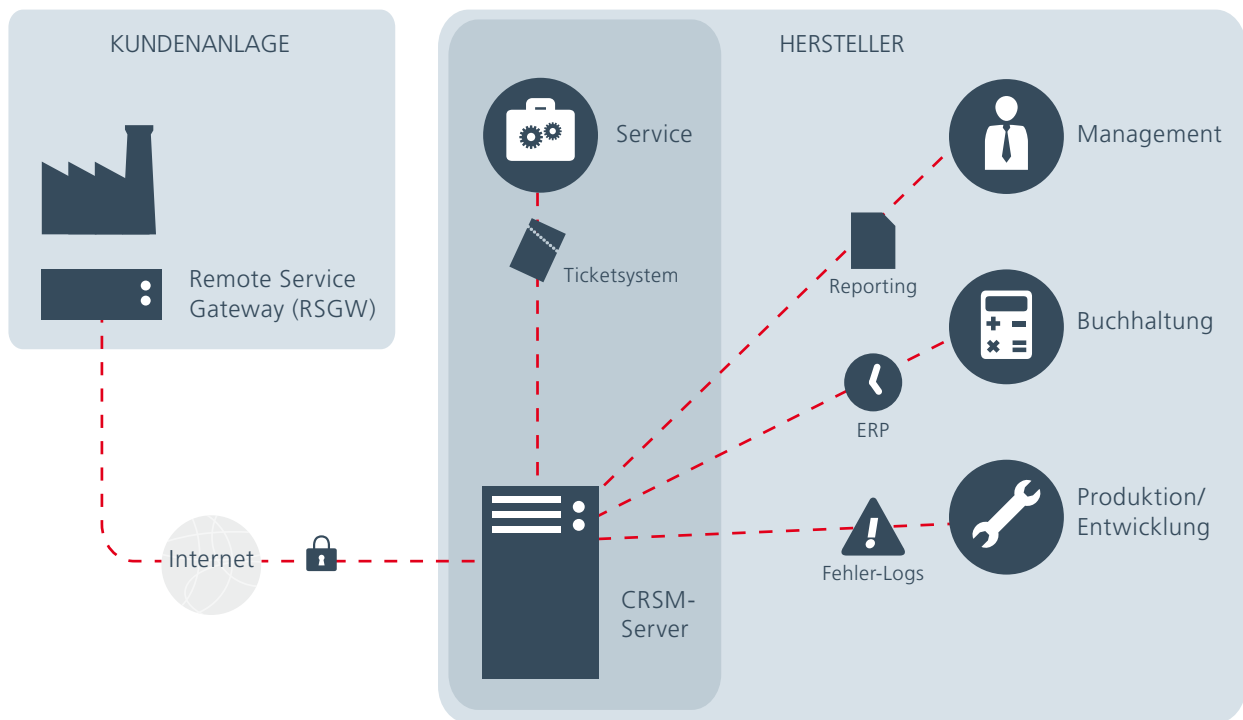 KUNDENANLAGE
Remote Service
Gateway (RSGW)
Internet
HERSTELLER
Service
Ticketsystem
CRSM-
Server
Management
Reporting
Buchhaltung
ERP
Produktion/
Entwicklung
Fehler-Logs